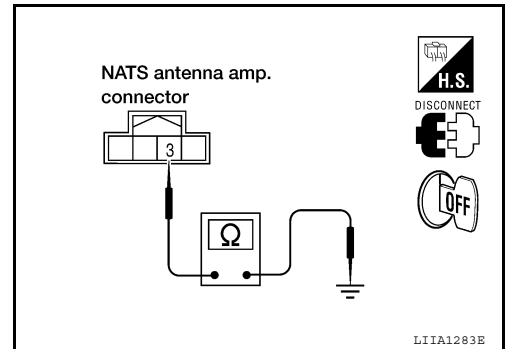 NATS antenna amp.
connector
3
Ω
H.S.
DISCONNECT
OFF
LIIA1283E